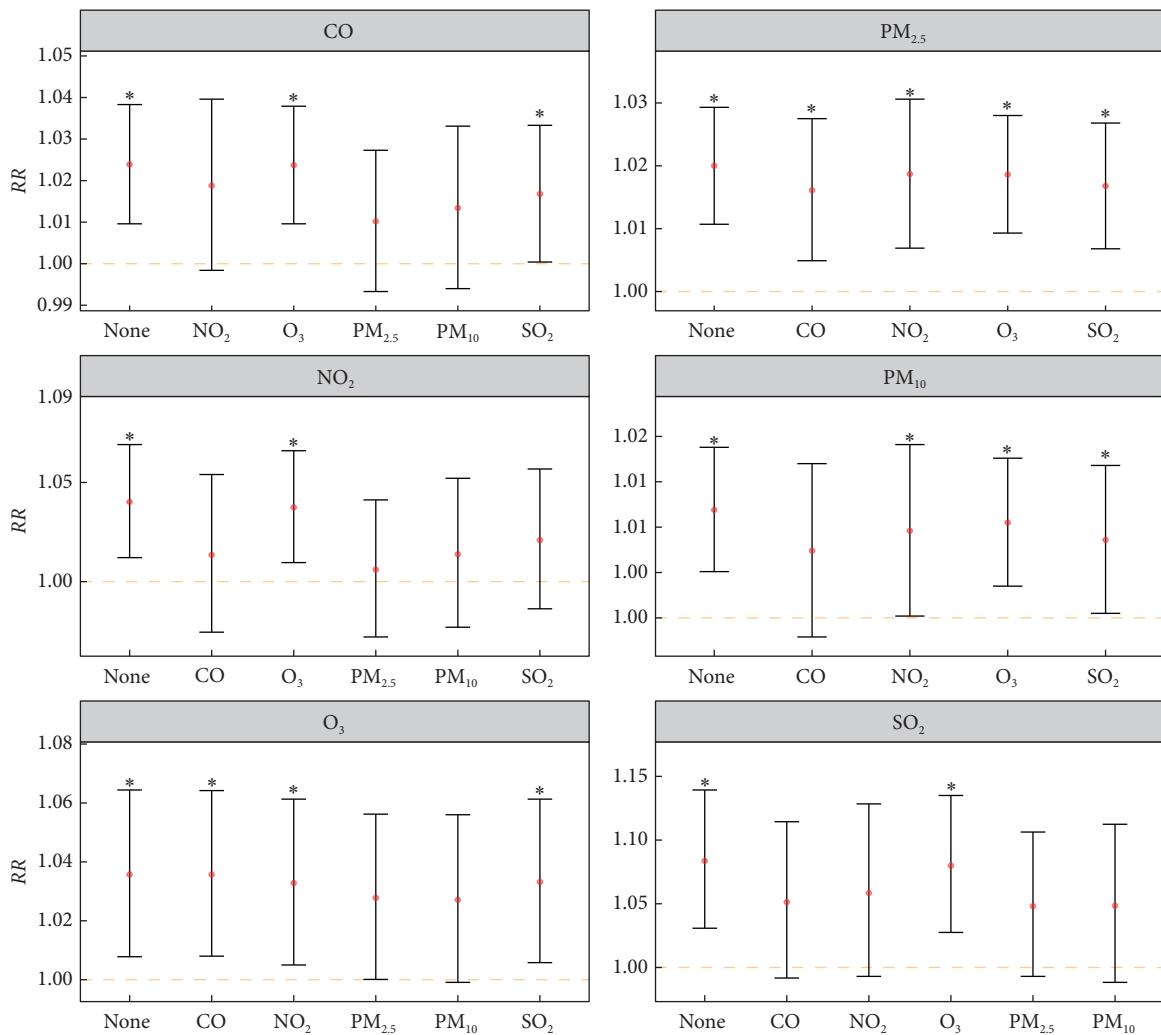 CO
RR
1.05
1.04
1.03
1.02
1.01
1.00
0.99
* * *
None NO₂ O₃ PM₂.₅ PM₁₀ SO₂
PM₂.₅
1.03
1.02
1.01
1.00
* * * * *
None CO NO₂ O₃ SO₂
NO₂
RR
1.09
1.05
1.00
* *
None CO O₃ PM₂.₅ PM₁₀ SO₂
PM₁₀
1.02
1.01
1.01
1.00
1.00
* * * *
None CO NO₂ O₃ SO₂
O₃
RR
1.08
1.06
1.04
1.02
1.00
* * * *
None CO NO₂ PM₂.₅ PM₁₀ SO₂
SO₂
1.15
1.10
1.05
1.00
* *
None CO NO₂ O₃ PM₂.₅ PM₁₀